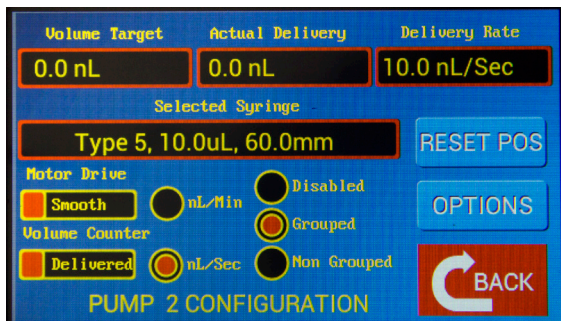 Volume Target Actual Delivery Delivery Rate
0.0 nL 0.0 nL 10.0 nL/Sec
Selected Syringe
Type 5, 10.0uL, 60.0mm RESET POS
Motor Drive Disabled
Smooth nL/Min OPTIONS
Grouped
Volume Counter
Delivered nL/Sec Non Grouped BACK
PUMP 2 CONFIGURATION